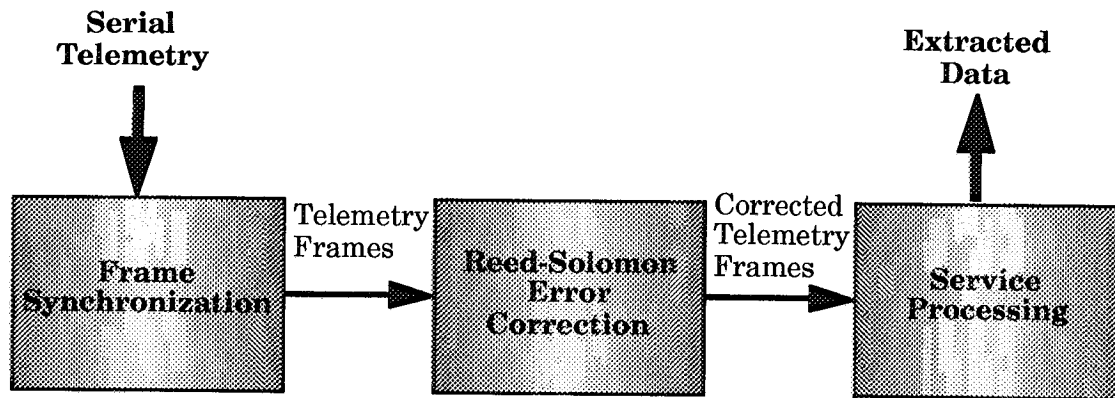 Serial
Telemetry
Extracted
Data
Frame
Synchronization
Telemetry
Frames
Reed-Solomon
Error
Correction
Corrected
Telemetry
Frames
Service
Processing